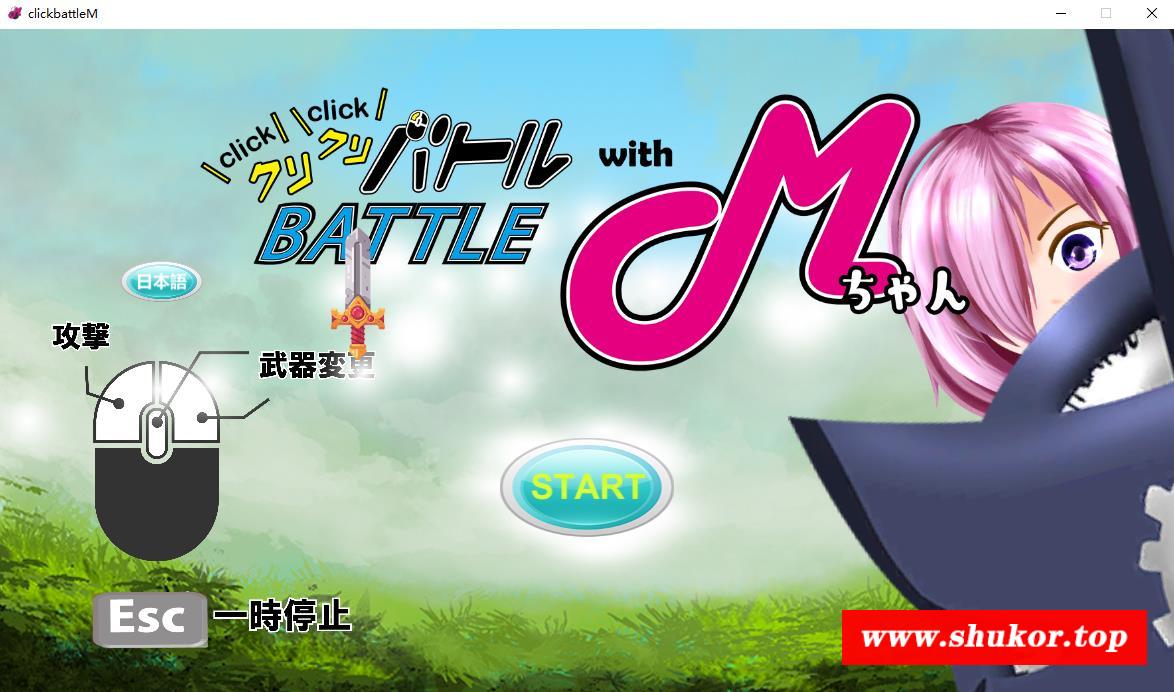 clickbattleM
click click
クリクリバトル
BATTLE
with
Mちゃん
日本語
攻撃
武器変更
START
Esc 一時停止
www.shukor.top